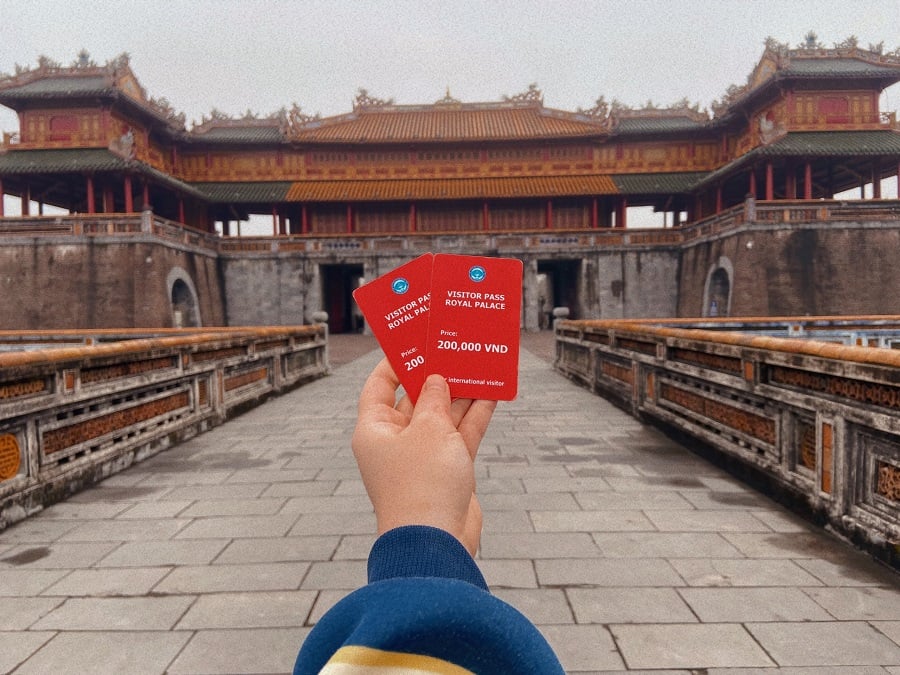 VISITOR PASS
ROYAL PALACE
Price:
200
VISITOR PASS
ROYAL PALACE
Price:
200,000 VND
international visitor